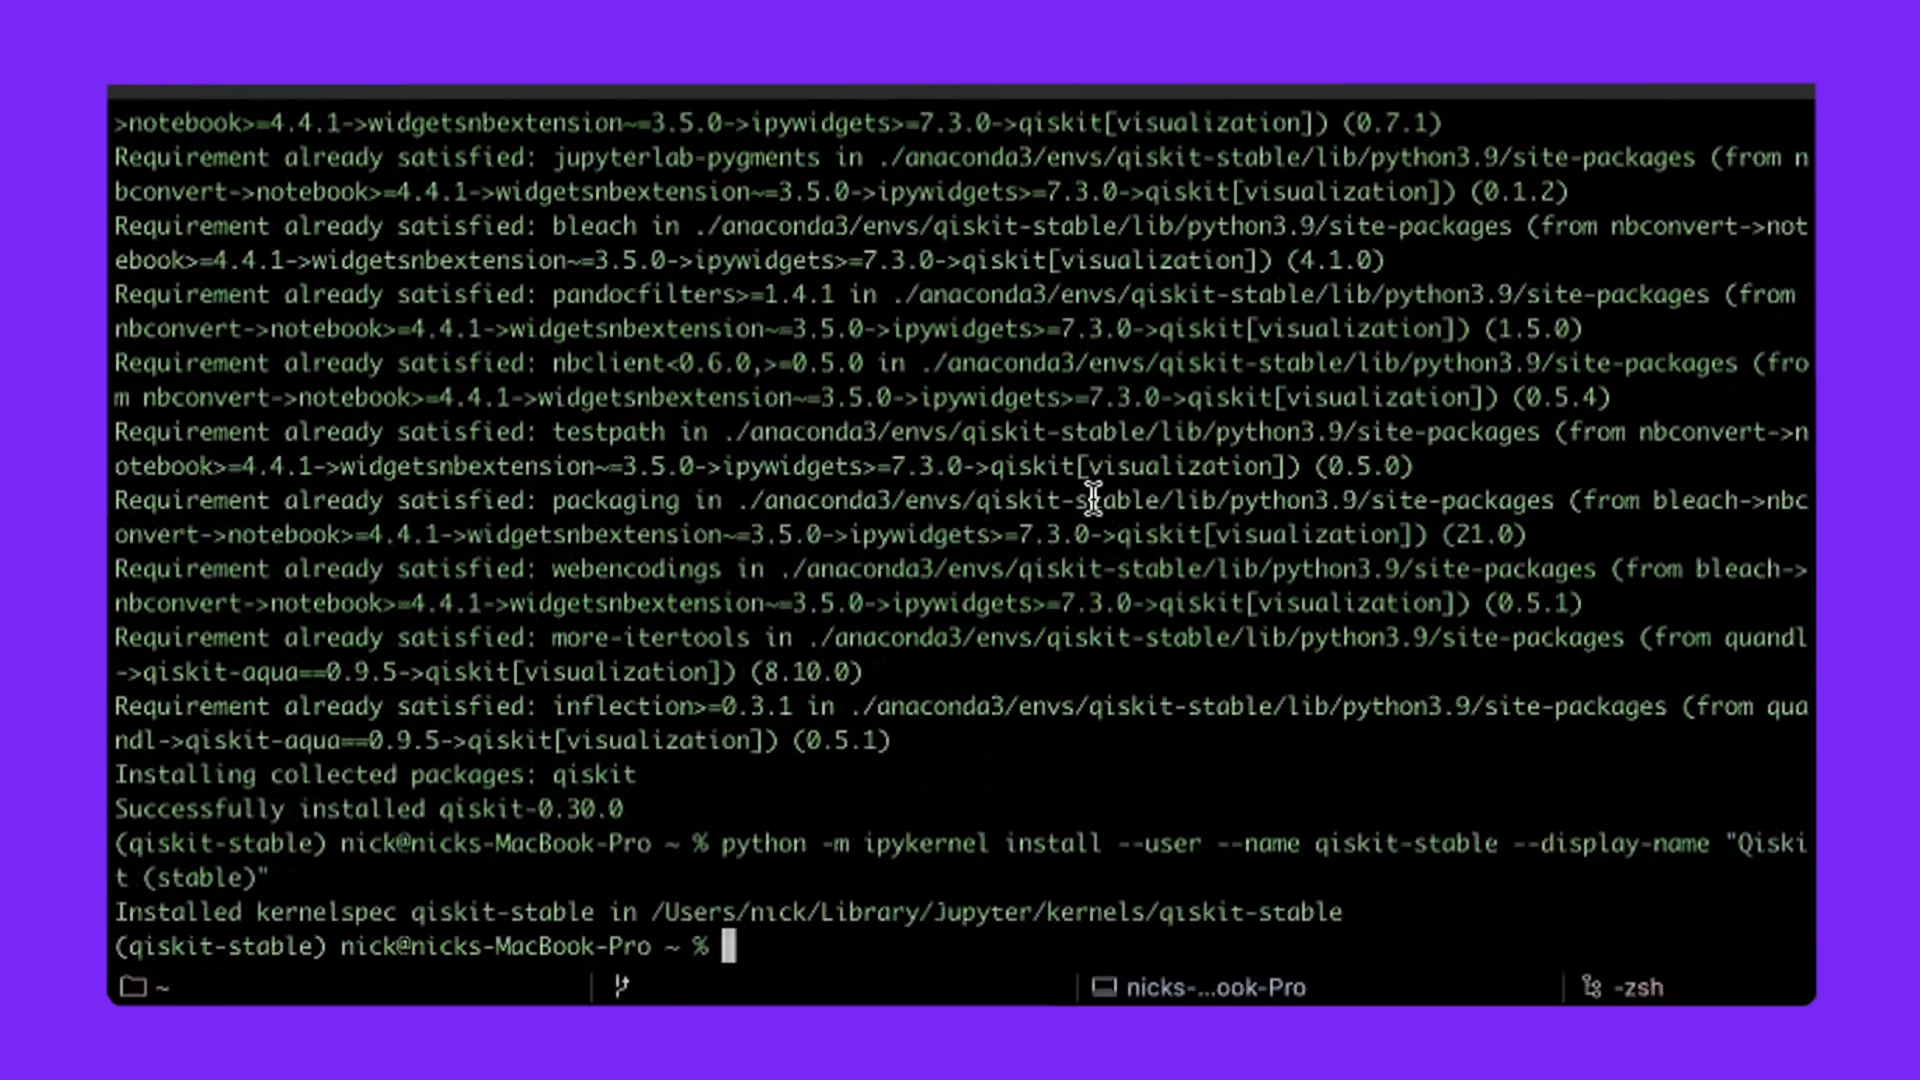 >notebook>=4.4.1->widgetsnbextension~=3.5.0->ipywidgets>=7.3.0->qiskit[visualization]) (0.7.1)
Requirement already satisfied: jupyterlab-pygments in ./anaconda3/envs/qiskit-stable/lib/python3.9/site-packages (from n
bconvert->notebook>=4.4.1->widgetsnbextension~=3.5.0->ipywidgets>=7.3.0->qiskit[visualization]) (0.1.2)
Requirement already satisfied: bleach in ./anaconda3/envs/qiskit-stable/lib/python3.9/site-packages (from nbconvert->not
ebook>=4.4.1->widgetsnbextension~=3.5.0->ipywidgets>=7.3.0->qiskit[visualization]) (4.1.0)
Requirement already satisfied: pandocfilters>=1.4.1 in ./anaconda3/envs/qiskit-stable/lib/python3.9/site-packages (from
nbconvert->notebook>=4.4.1->widgetsnbextension~=3.5.0->ipywidgets>=7.3.0->qiskit[visualization]) (1.5.0)
Requirement already satisfied: nbclient<0.6.0,>=0.5.0 in ./anaconda3/envs/qiskit-stable/lib/python3.9/site-packages (fro
m nbconvert->notebook>=4.4.1->widgetsnbextension~=3.5.0->ipywidgets>=7.3.0->qiskit[visualization]) (0.5.4)
Requirement already satisfied: testpath in ./anaconda3/envs/qiskit-stable/lib/python3.9/site-packages (from nbconvert->n
otebook>=4.4.1->widgetsnbextension~=3.5.0->ipywidgets>=7.3.0->qiskit[visualization]) (0.5.0)
Requirement already satisfied: packaging in ./anaconda3/envs/qiskit-stable/lib/python3.9/site-packages (from bleach->nbc
onvert->notebook>=4.4.1->widgetsnbextension~=3.5.0->ipywidgets>=7.3.0->qiskit[visualization]) (21.0)
Requirement already satisfied: webencodings in ./anaconda3/envs/qiskit-stable/lib/python3.9/site-packages (from bleach->
nbconvert->notebook>=4.4.1->widgetsnbextension~=3.5.0->ipywidgets>=7.3.0->qiskit[visualization]) (0.5.1)
Requirement already satisfied: more-itertools in ./anaconda3/envs/qiskit-stable/lib/python3.9/site-packages (from quandl
->qiskit-aqua==0.9.5->qiskit[visualization]) (8.10.0)
Requirement already satisfied: inflection>=0.3.1 in ./anaconda3/envs/qiskit-stable/lib/python3.9/site-packages (from qua
ndl->qiskit-aqua==0.9.5->qiskit[visualization]) (0.5.1)
Installing collected packages: qiskit
Successfully installed qiskit-0.30.0
(qiskit-stable) nick@nicks-MacBook-Pro ~ % python -m ipykernel install --user --name qiskit-stable --display-name "Qiski
t (stable)"
Installed kernelspec qiskit-stable in /Users/nick/Library/Jupyter/kernels/qiskit-stable
(qiskit-stable) nick@nicks-MacBook-Pro ~ %
~ nicks-...ook-Pro -zsh